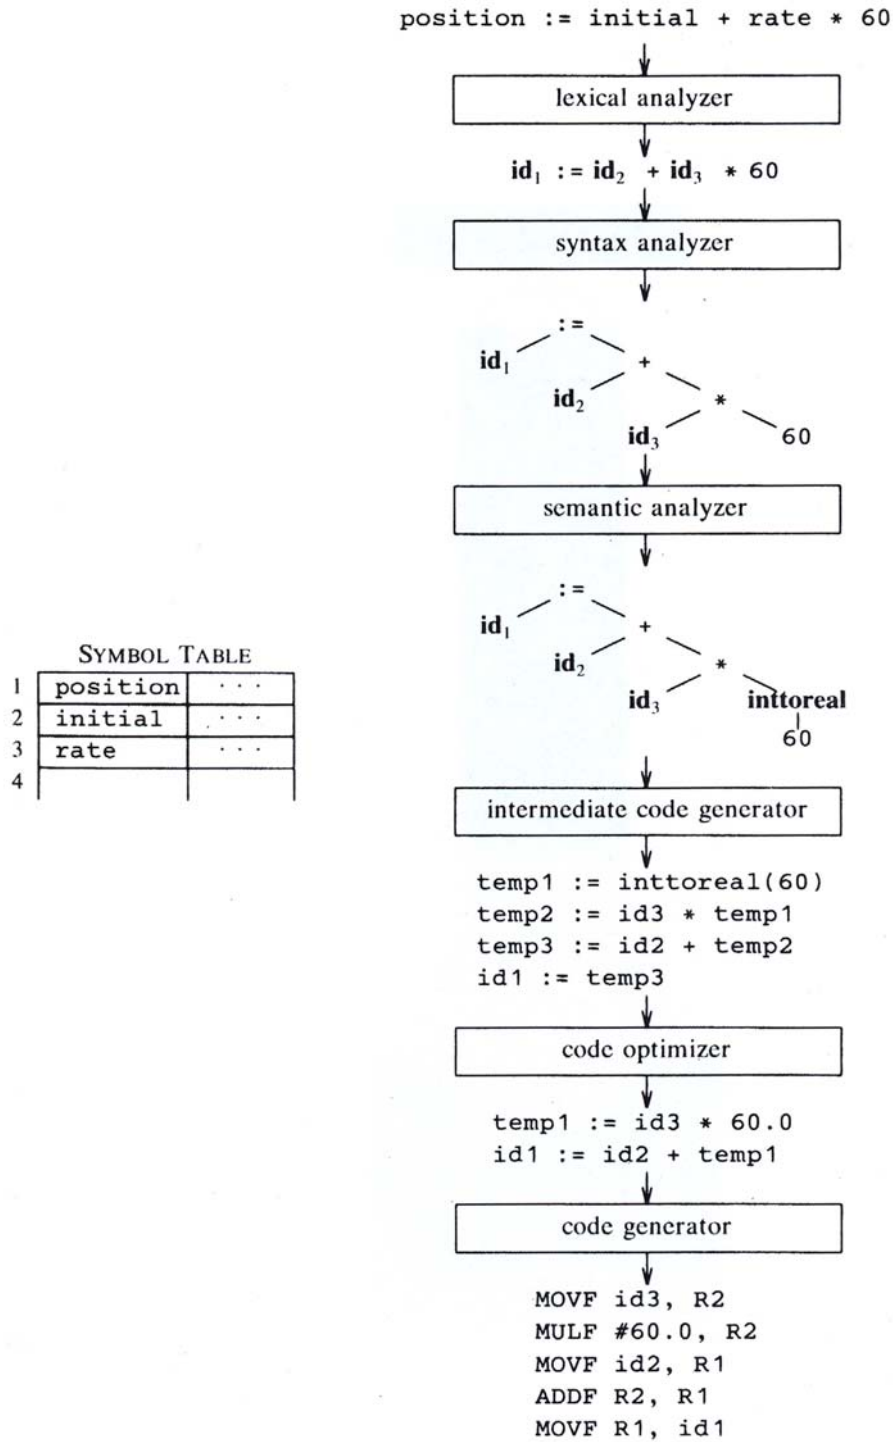 position := initial + rate * 60
lexical analyzer
id₁ := id₂ + id₃ * 60
syntax analyzer
:=
id₁ +
id₂ *
id₃ 60
semantic analyzer
:=
id₁ +
id₂ *
id₃ inttoreal
60
SYMBOL TABLE
1 position ...
2 initial ...
3 rate ...
4
intermediate code generator
temp1 := inttoreal(60)
temp2 := id3 * temp1
temp3 := id2 + temp2
id1 := temp3
code optimizer
temp1 := id3 * 60.0
id1 := id2 + temp1
code generator
MOVF id3, R2
MULF #60.0, R2
MOVF id2, R1
ADDF R2, R1
MOVF R1, id1